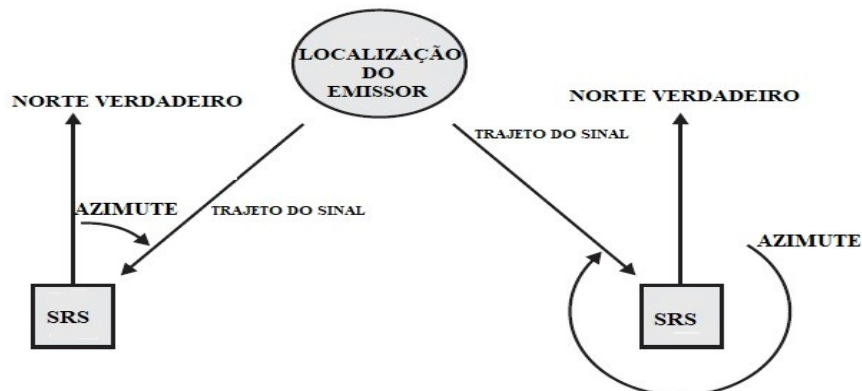 LOCALIZAÇÃO
DO
EMISSOR
NORTE VERDADEIRO
NORTE VERDADEIRO
TRAJETO DO SINAL
AZIMUTE
TRAJETO DO SINAL
AZIMUTE
SRS
SRS